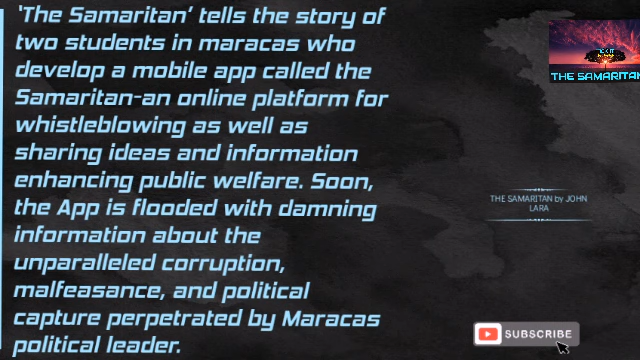 'The Samaritan' tells the story of
two students in maracas who
develop a mobile app called the
Samaritan-an online platform for
whistleblowing as well as
sharing ideas and information
enhancing public welfare. Soon,
the App is flooded with damning
information about the
unparalleled corruption,
malfeasance, and political
capture perpetrated by Maracas
political leader.
THE SAMARITAN
THE SAMARITAN by JOHN
LARA
SUBSCRIBE